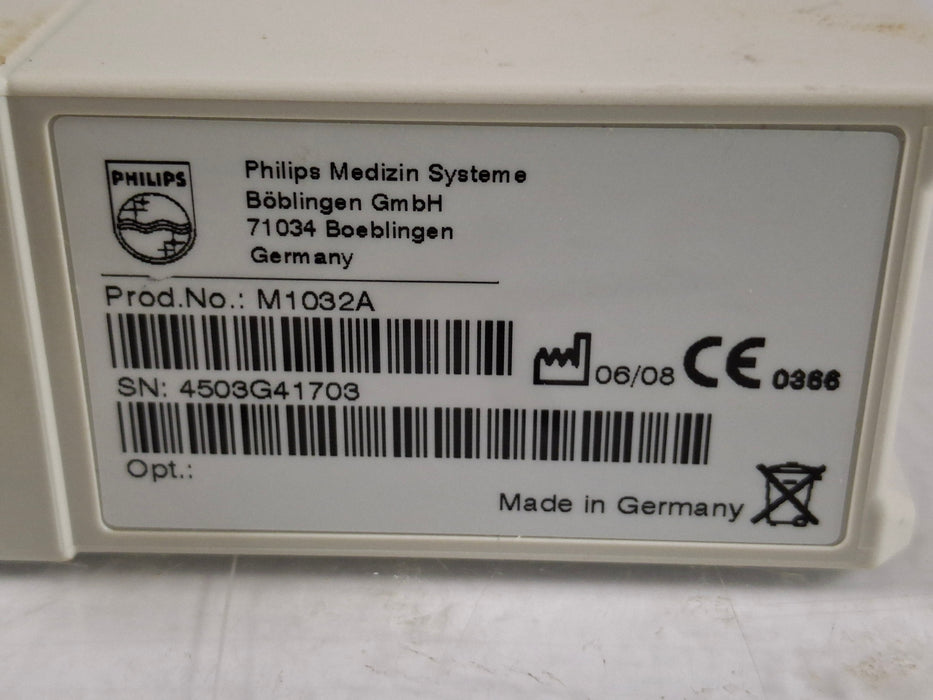 PHILIPS
Philips Medizin Systeme
Böblingen GmbH
71034 Boeblingen
Germany
Prod.No.: M1032A
06/08 CE 0366
SN: 4503G41703
Opt.:
Made in Germany